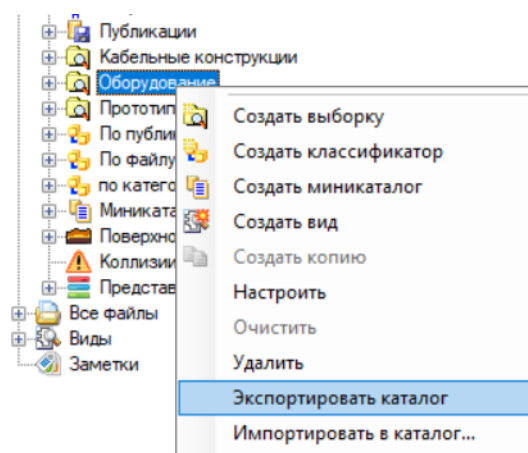 Публикации
Кабельные конструкции
Оборудование
Прототип
По публи
По файлу
по катего
Миниката
Поверхно
Коллизии
Представ
Все файлы
Виды
Заметки
Создать выборку
Создать классификатор
Создать миникаталог
Создать вид
Создать копию
Настроить
Очистить
Удалить
Экспортировать каталог
Импортировать в каталог...